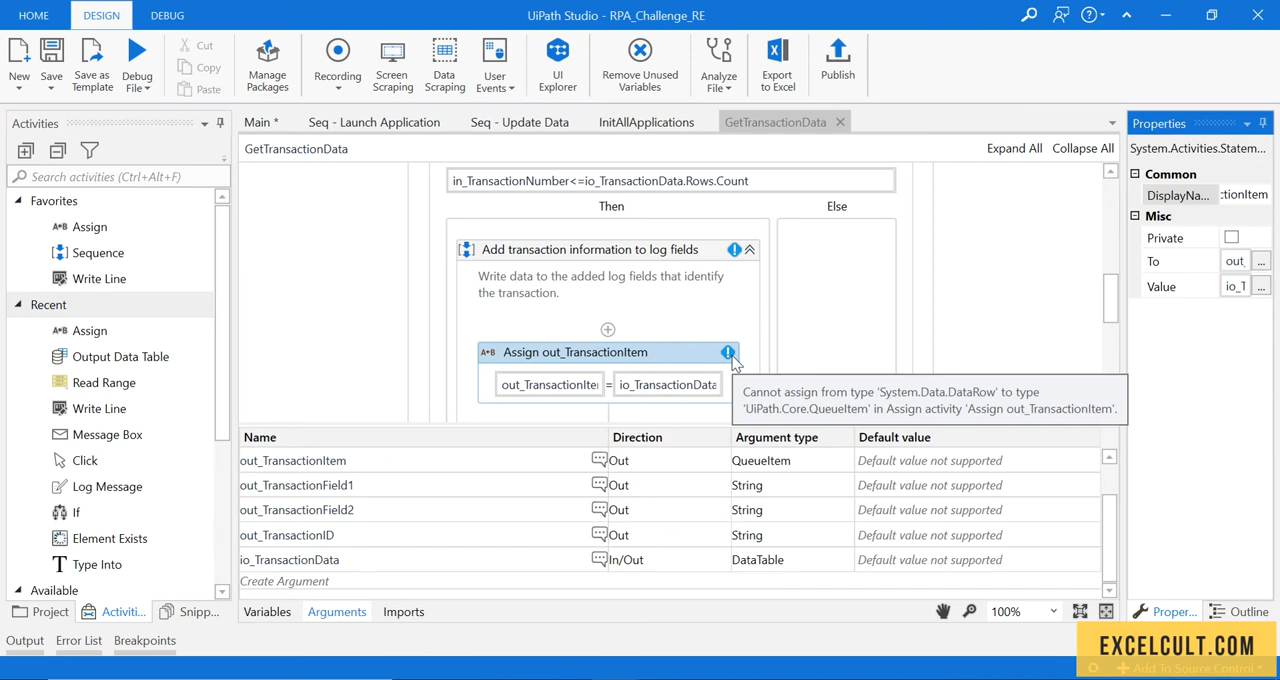 HOME DESIGN DEBUG UiPath Studio - RPA_Challenge_RE
New Save Save as Template Debug File Cut Copy Paste Manage Packages Recording Screen Scraping Data Scraping User Events UI Explorer Remove Unused Variables Analyze File Export to Excel Publish
Activities
Search activities (Ctrl+Alt+F)
Favorites
A+B Assign
Sequence
Write Line
Recent
A+B Assign
Output Data Table
Read Range
Write Line
Message Box
Click
Log Message
If
Element Exists
Type Into
Available
Project Activiti... Snipp...
Main * Seq - Launch Application Seq - Update Data InitAllApplications GetTransactionData
GetTransactionData Expand All Collapse All
in_TransactionNumber<=io_TransactionData.Rows.Count
Then Else
Add transaction information to log fields
Write data to the added log fields that identify
the transaction.
A+B Assign out_TransactionItem
out_TransactionIte = io_TransactionData
Cannot assign from type 'System.Data.DataRow' to type
'UiPath.Core.QueueItem' in Assign activity 'Assign out_TransactionItem'.
Name Direction Argument type Default value
out_TransactionItem Out QueueItem Default value not supported
out_TransactionField1 Out String Default value not supported
out_TransactionField2 Out String Default value not supported
out_TransactionID Out String Default value not supported
io_TransactionData In/Out DataTable Default value not supported
Create Argument
Variables Arguments Imports 100%
Properties
System.Activities.Statem...
Common
DisplayNa... :tionItem
Misc
Private
To out_ ...
Value io_T ...
Proper... Outline
Output Error List Breakpoints
EXCELCULT.COM
Add To Source Control